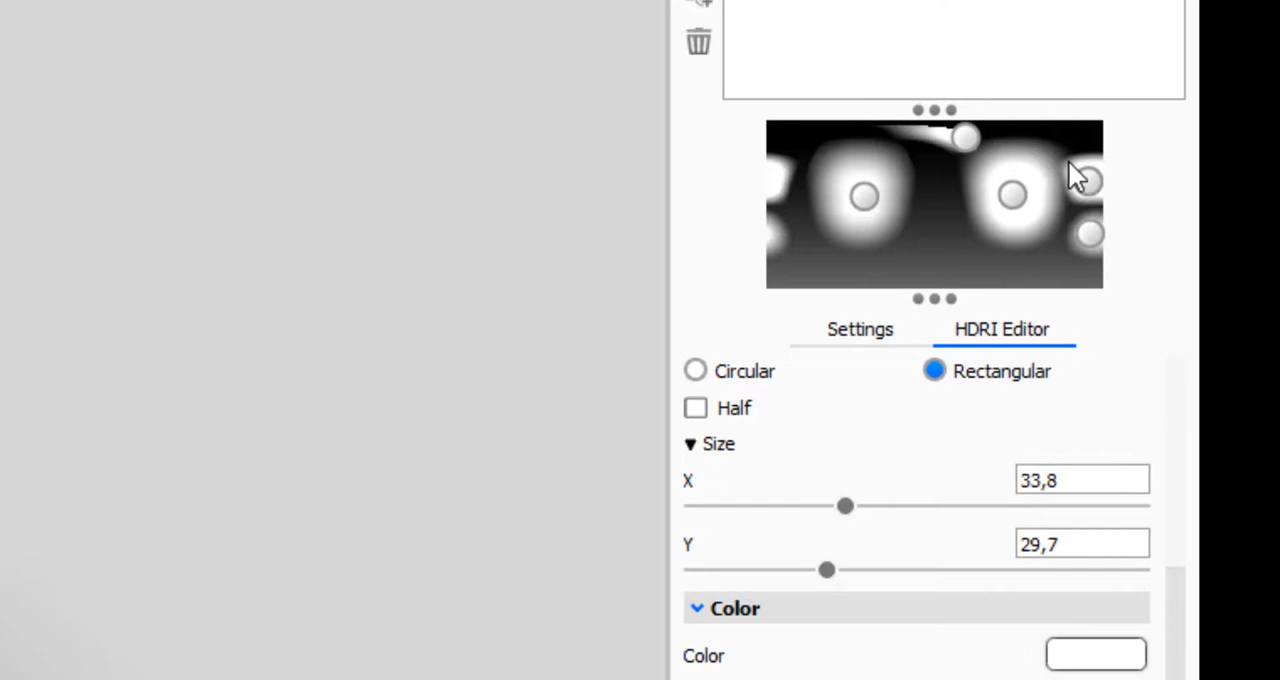 Settings HDRI Editor
Circular Rectangular
Half
Size
X 33,8
Y 29,7
Color
Color